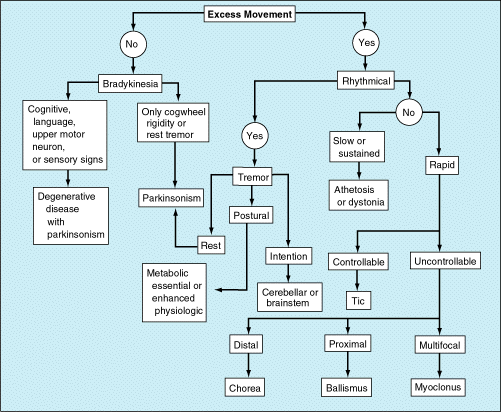 Excess Movement
No
Yes
Bradykinesia
Rhythmical
Cognitive,
language,
upper motor
neuron,
or sensory signs
Only cogwheel
rigidity or
rest tremor
Yes
No
Slow or
sustained
Rapid
Degenerative
disease
with
parkinsonism
Parkinsonism
Tremor
Athetosis
or dystonia
Postural
Rest
Intention
Controllable
Uncontrollable
Metabolic
essential or
enhanced
physiologic
Cerebellar or
brainstem
Tic
Distal
Proximal
Multifocal
Chorea
Ballismus
Myoclonus